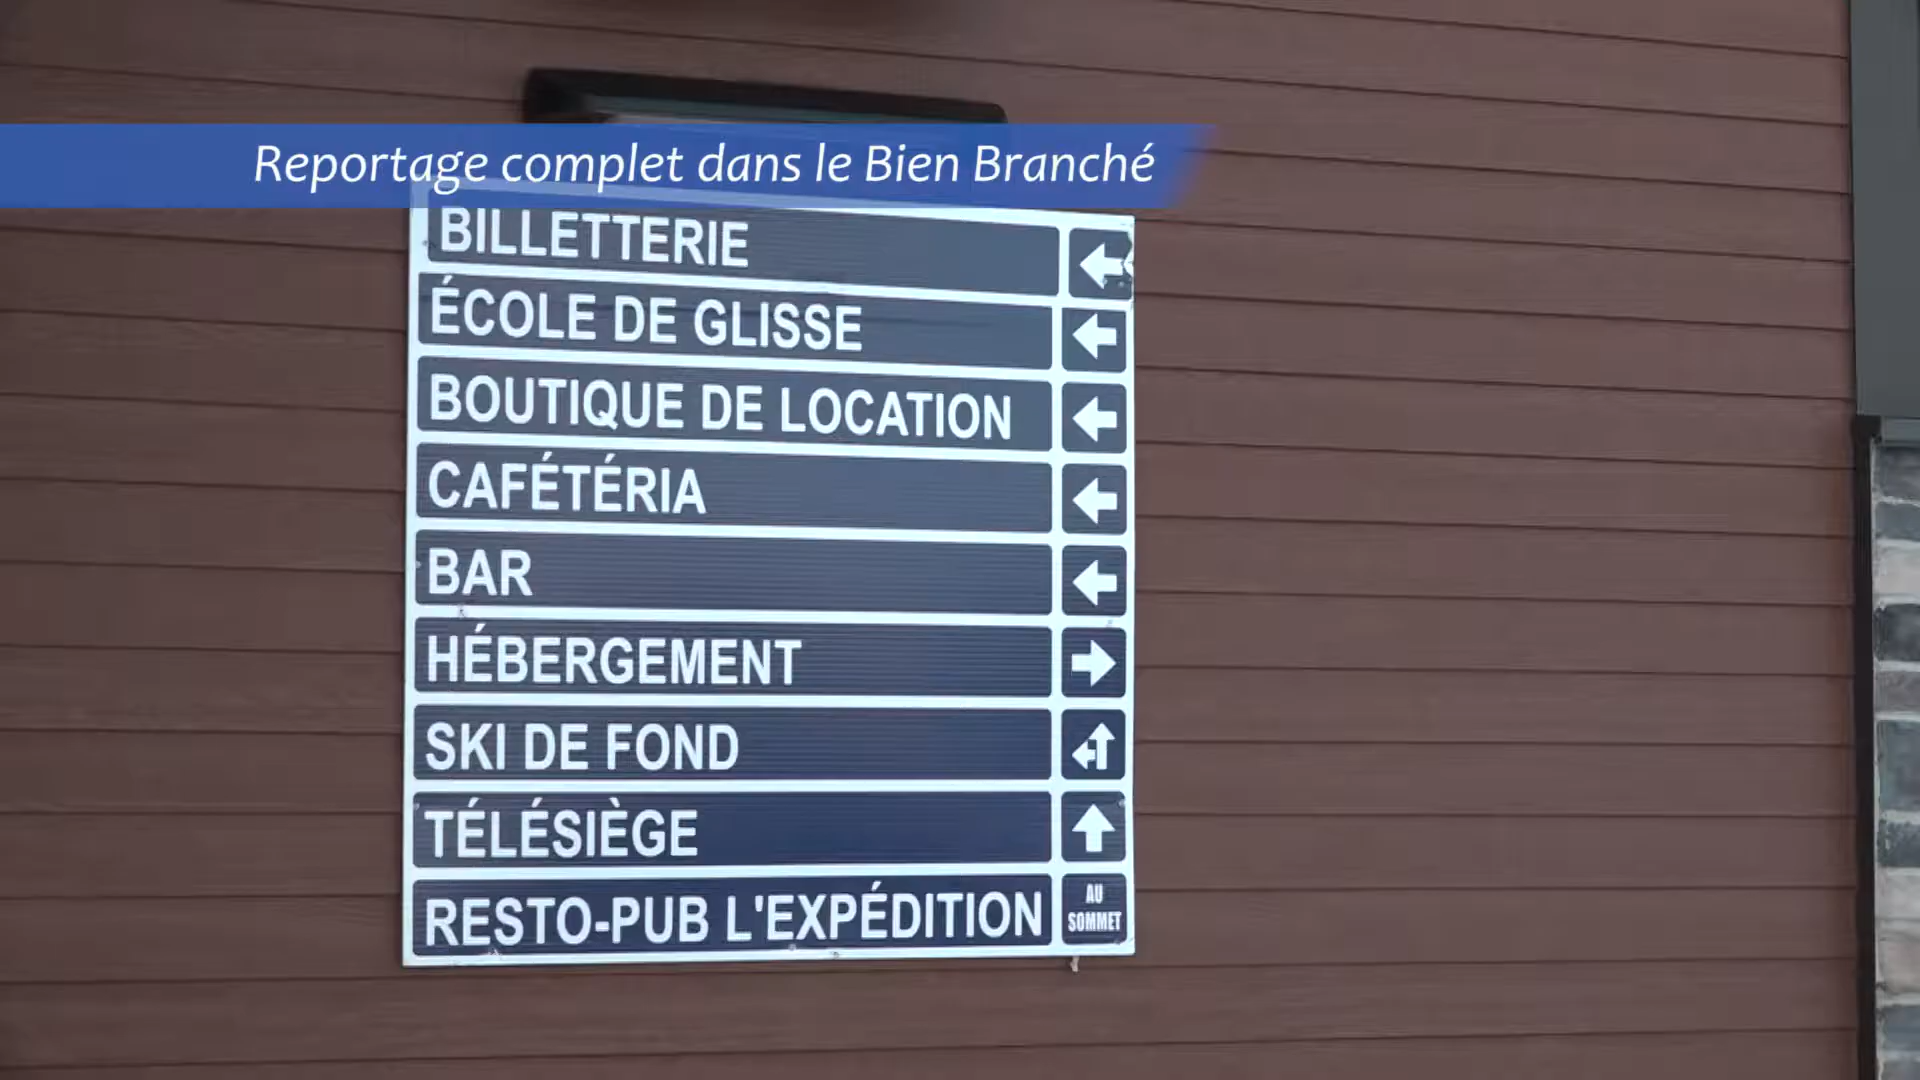 Reportage complet dans le Bien Branché
BILLETTERIE
ÉCOLE DE GLISSE
BOUTIQUE DE LOCATION
CAFÉTÉRIA
BAR
HÉBERGEMENT
SKI DE FOND
TÉLÉSIÈGE
RESTO-PUB L'EXPÉDITION
AU
SOMMET